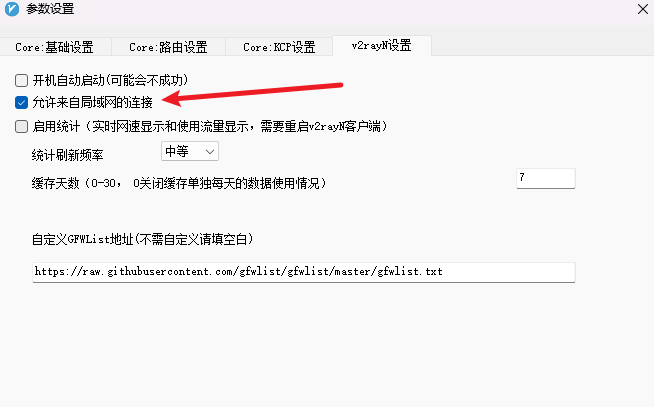 参数设置
Core:基础设置 Core:路由设置 Core:KCP设置 v2rayN设置
开机自动启动(可能会不成功)
允许来自局域网的连接
启用统计(实时网速显示和使用流量显示，需要重启v2rayN客户端)
统计刷新频率 中等
缓存天数(0-30， 0关闭缓存单独每天的数据使用情况) 7
自定义GFWList地址(不需自定义请填空白)
https://raw.githubusercontent.com/gfwlist/gfwlist/master/gfwlist.txt